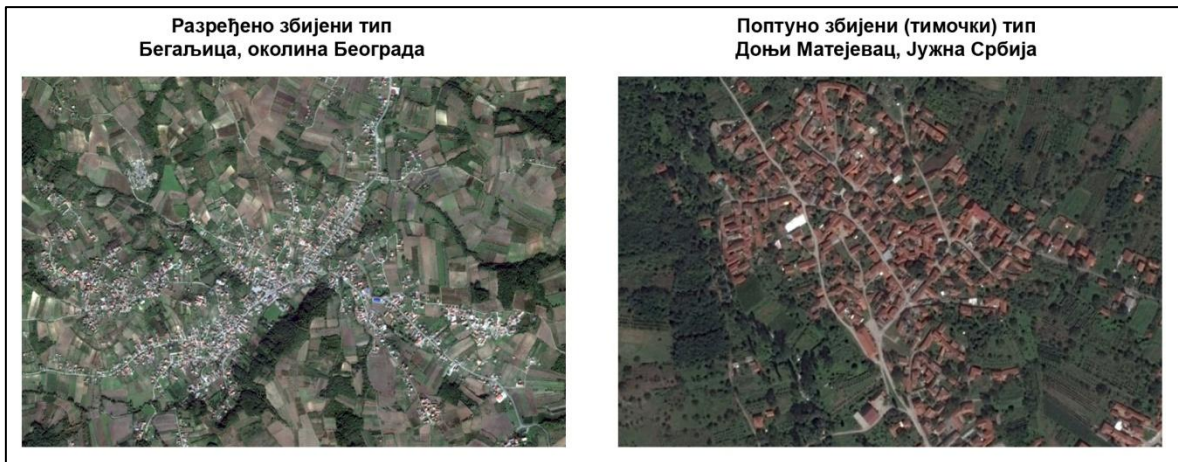 Разређено збијени тип
Бегаљица, околина Београда
Поптуно збијени (тимочки) тип
Доњи Матејевац, Јужна Србија